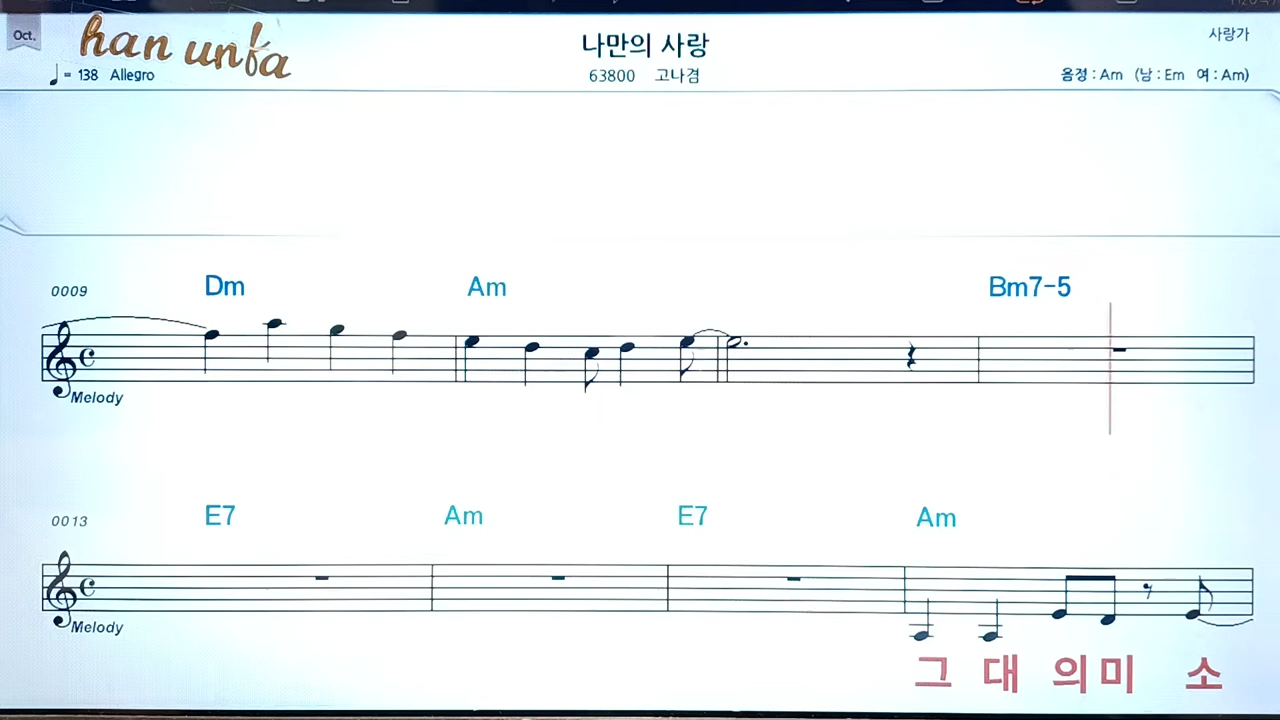 Oct.
han unfa
나만의 사랑
사랑가
= 138 Allegro
63800 고나겸
음정 : Am (남 : Em 여 : Am)
0009
Dm Am Bm7-5
Melody
0013
E7 Am E7 Am
Melody
그 대 의 미 소